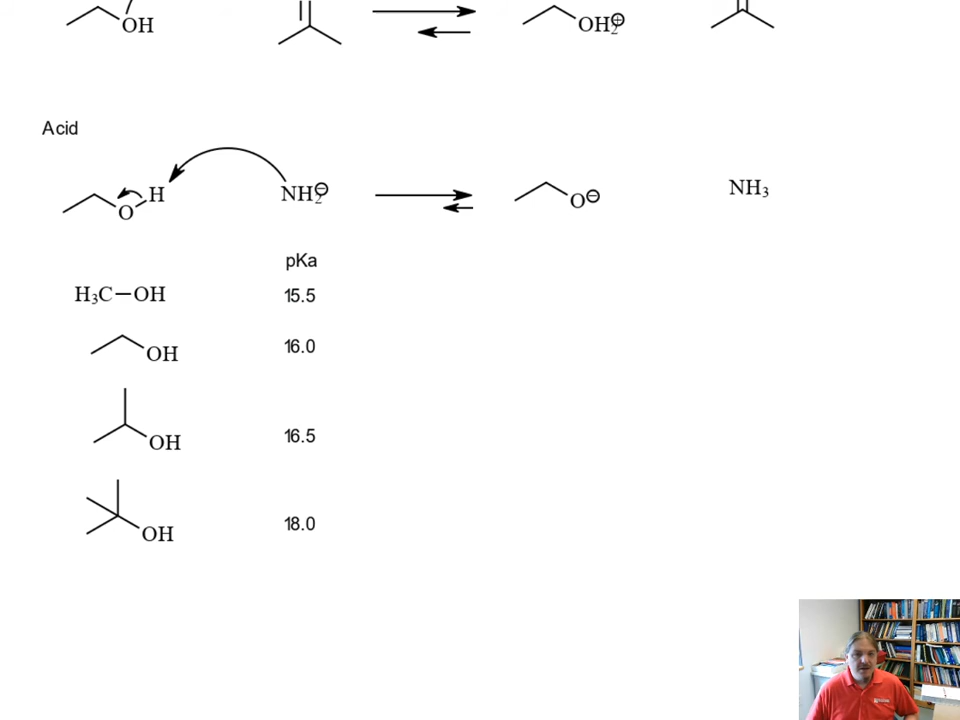 OH OH₂⊕
Acid
H
O NH₂⊖ O⊖ NH₃
pKa
H₃C–OH 15.5
OH 16.0
OH 16.5
OH 18.0